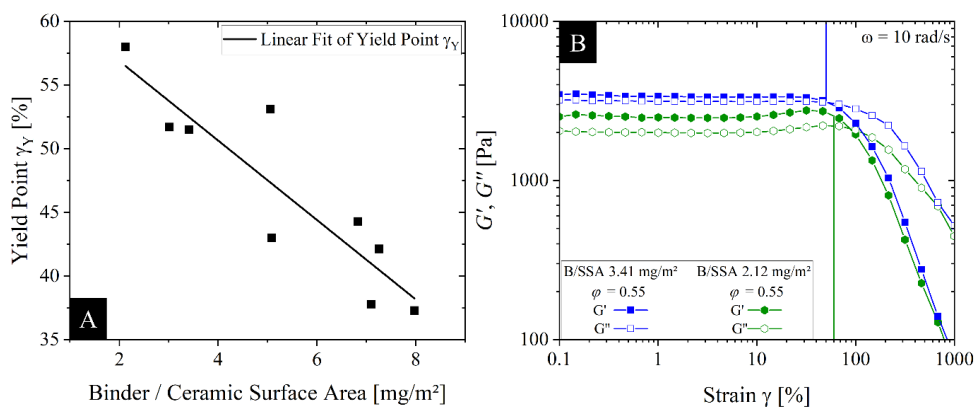 60
55
50
45
40
35
Yield Point γY [%]
Linear Fit of Yield Point γY
A
2
4
6
8
Binder / Ceramic Surface Area [mg/m²]
10000
1000
100
G', G'' [Pa]
B
ω = 10 rad/s
B/SSA 3.41 mg/m² B/SSA 2.12 mg/m²
φ = 0.55 φ = 0.55
G' G'
G'' G''
0.1 1 10 100 1000
Strain γ [%]